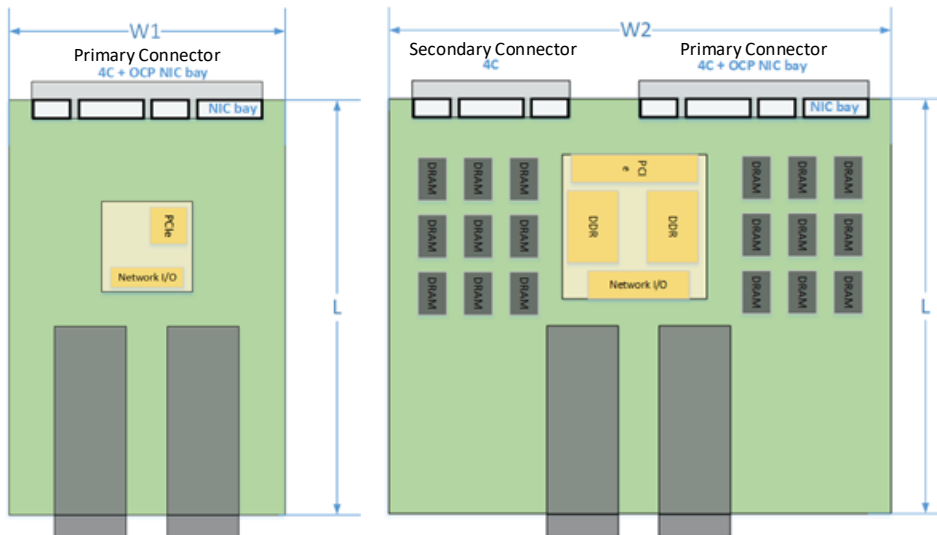 W1
Primary Connector
4C + OCP NIC bay
NIC bay
PCIe
Network I/O
L
W2
Secondary Connector
4C
Primary Connector
4C + OCP NIC bay
NIC bay
DRAM DRAM DRAM
DRAM DRAM DRAM
DRAM DRAM DRAM
PCI
e
DDR
DDR
Network I/O
DRAM DRAM DRAM
DRAM DRAM DRAM
DRAM DRAM DRAM
L